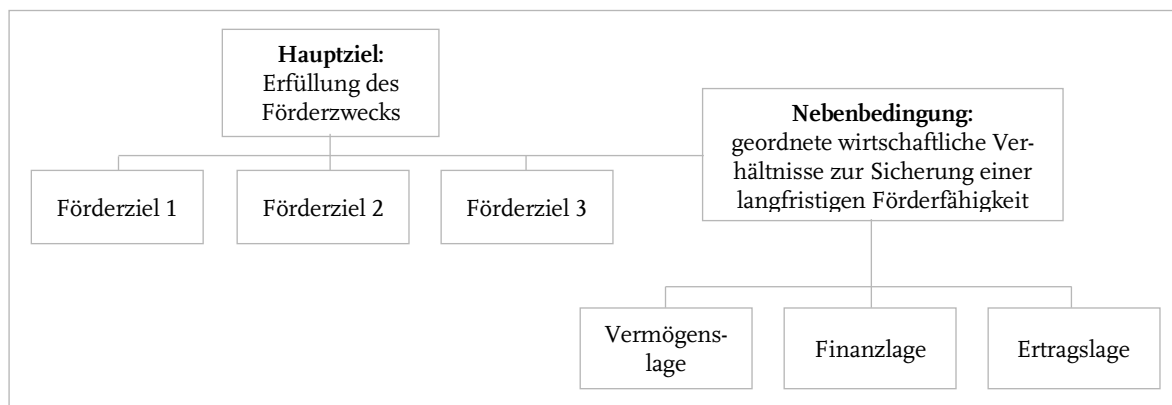 Hauptziel:
Erfüllung des
Förderzwecks
Nebenbedingung:
geordnete wirtschaftliche Ver-
hältnisse zur Sicherung einer
langfristigen Förderfähigkeit
Förderziel 1
Förderziel 2
Förderziel 3
Vermögens-
lage
Finanzlage
Ertragslage